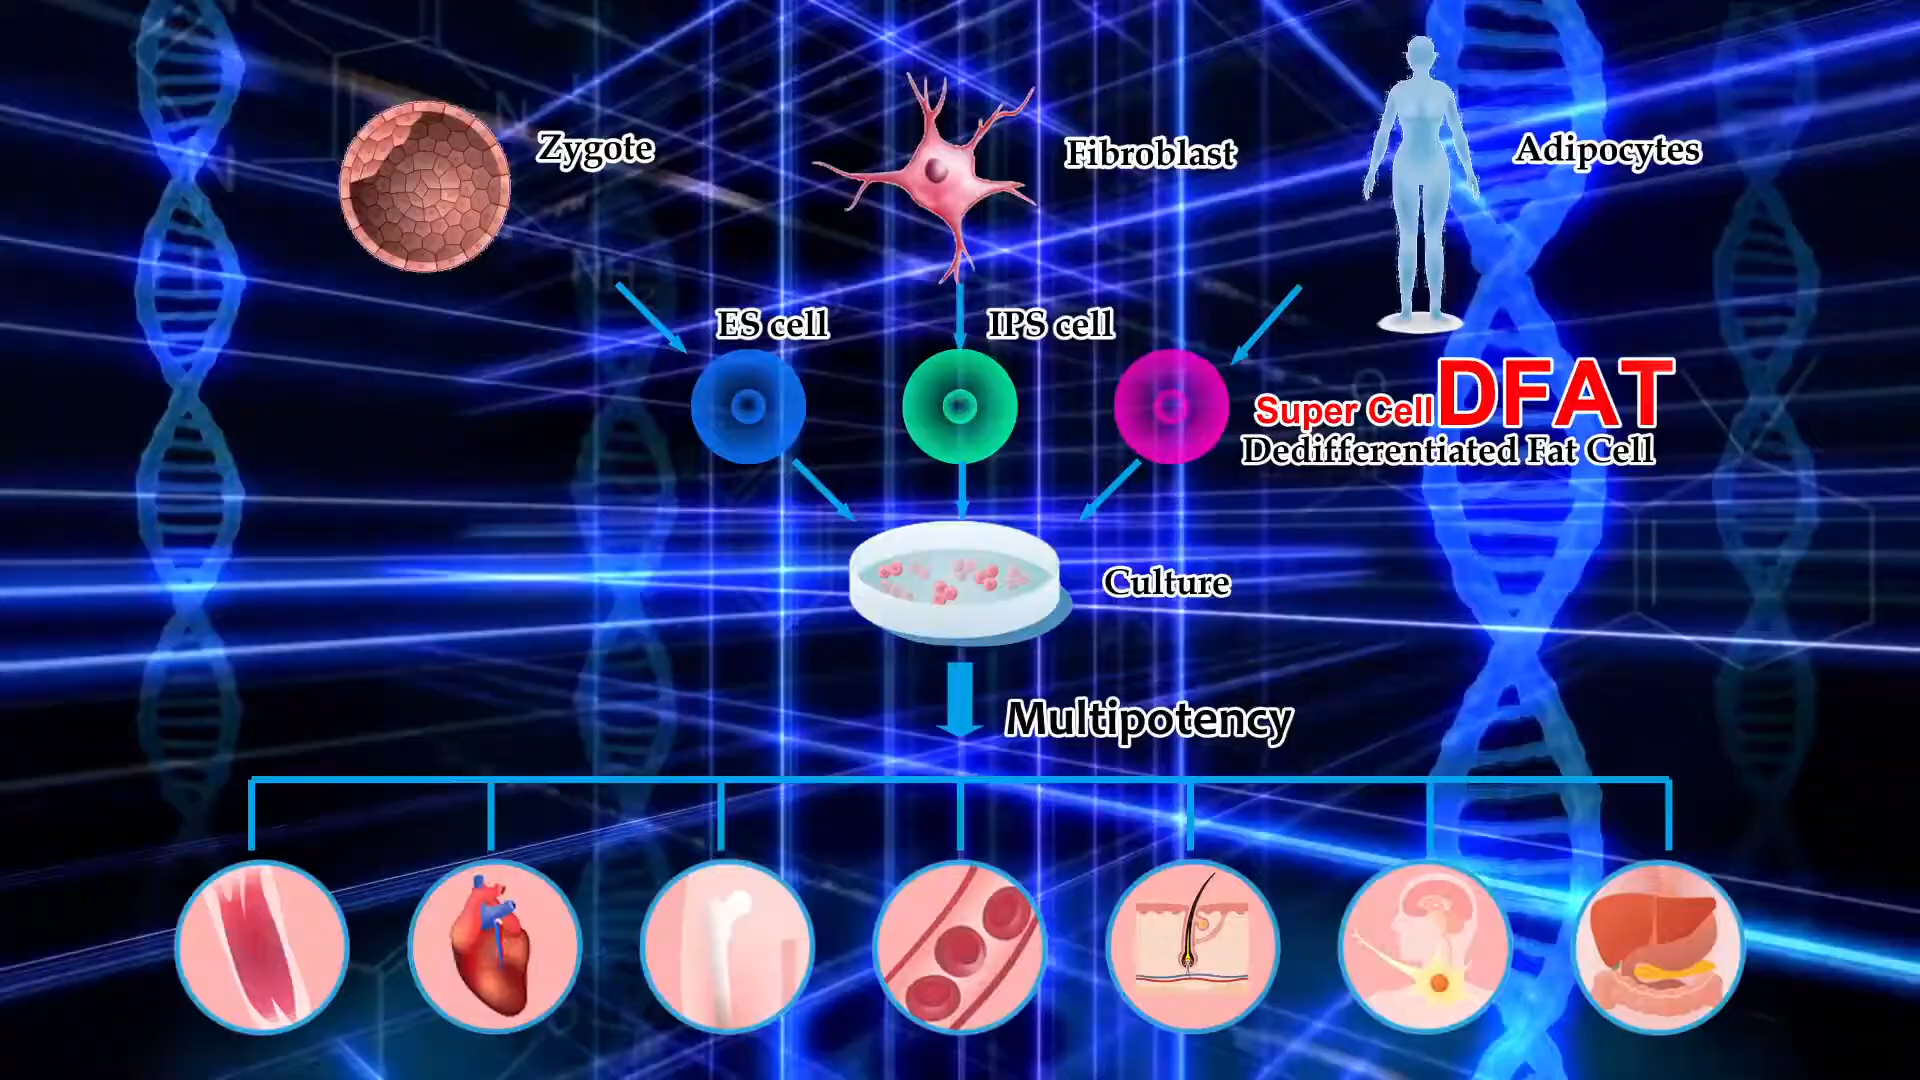 Zygote
Fibroblast
Adipocytes
ES cell
IPS cell
Super Cell DFAT
Dedifferentiated Fat Cell
Culture
Multipotency